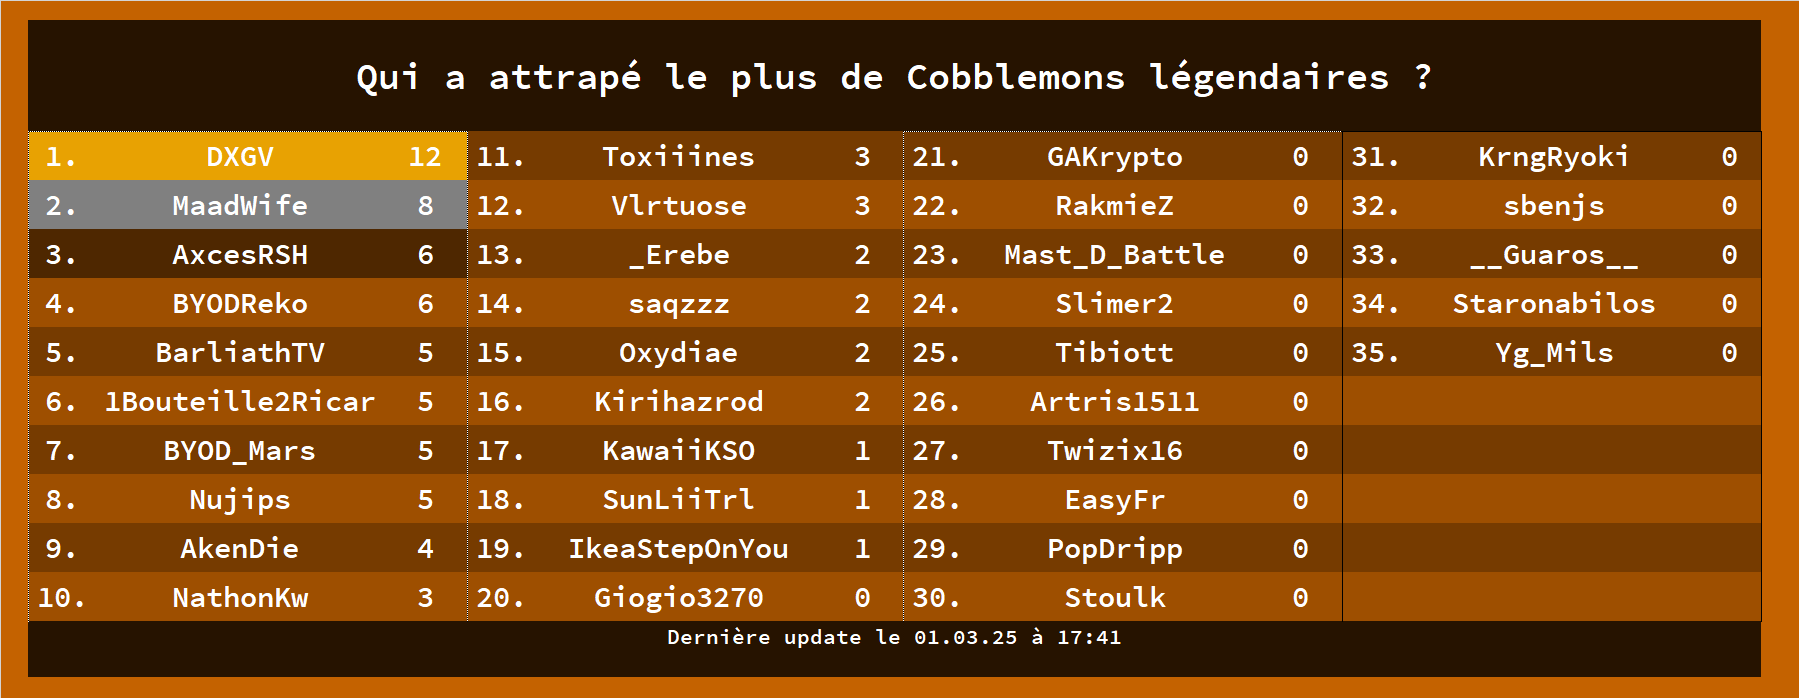 Qui a attrapé le plus de Cobblemons légendaires ?
1. DXGV 12
2. MaadWife 8
3. AxcesRSH 6
4. BYODReko 6
5. BarliathTV 5
6. 1Bouteille2Ricar 5
7. BYOD_Mars 5
8. Nujips 5
9. AkenDie 4
10. NathonKw 3
11. Toxiiines 3
12. Vlrtuose 3
13. _Erebe 2
14. saqzzz 2
15. Oxydiae 2
16. Kirihazrod 2
17. KawaiiKSO 1
18. SunLiiTrl 1
19. IkeaStepOnYou 1
20. Giogio3270 0
21. GAKrypto 0
22. RakmieZ 0
23. Mast_D_Battle 0
24. Slimer2 0
25. Tibiott 0
26. Artris1511 0
27. Twizix16 0
28. EasyFr 0
29. PopDripp 0
30. Stoulk 0
31. KrngRyoki 0
32. sbenjs 0
33. __Guaros__ 0
34. Staronabilos 0
35. Yg_Mils 0
Dernière update le 01.03.25 à 17:41